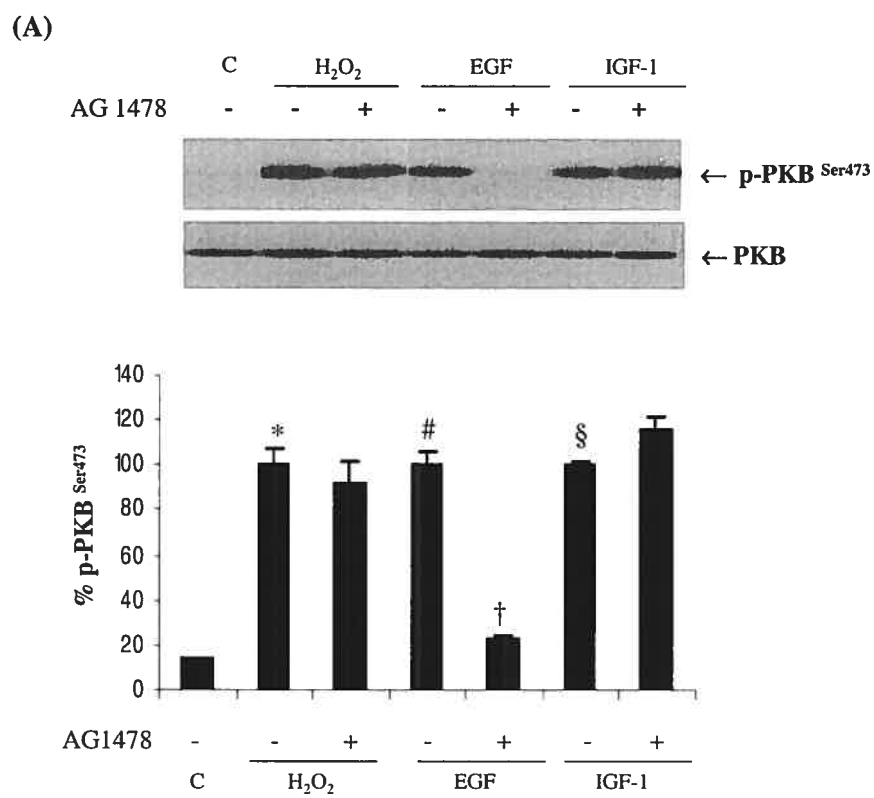 (A)
C H₂O₂ EGF IGF-1
AG 1478 - - + - + - +
← p-PKB Ser473
← PKB
% p-PKB Ser473
140
120
100
80
60
40
20
0
* # † §
AG1478 - - + - + - +
C H₂O₂ EGF IGF-1